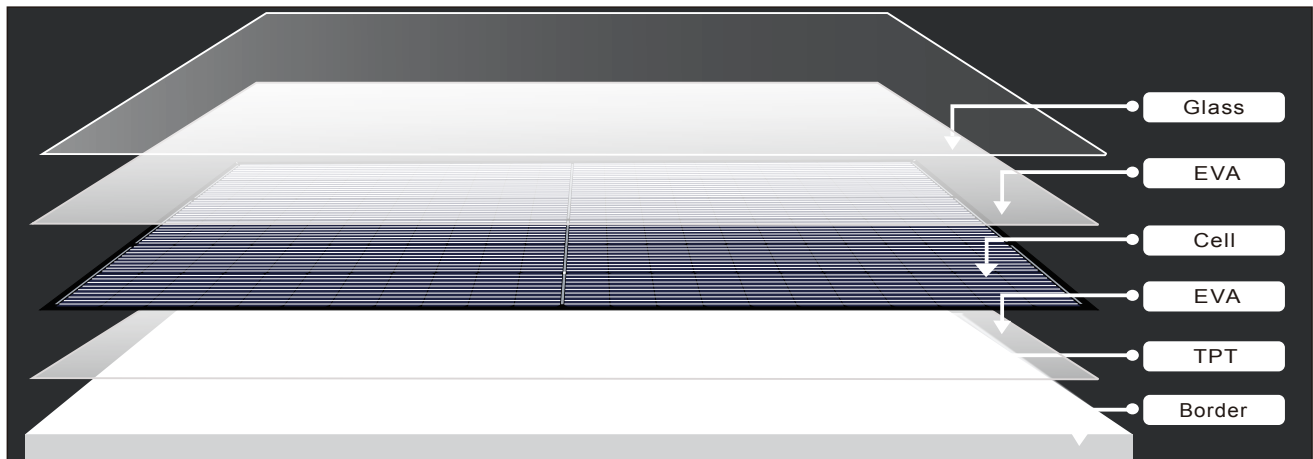 Glass
EVA
Cell
EVA
TPT
Border